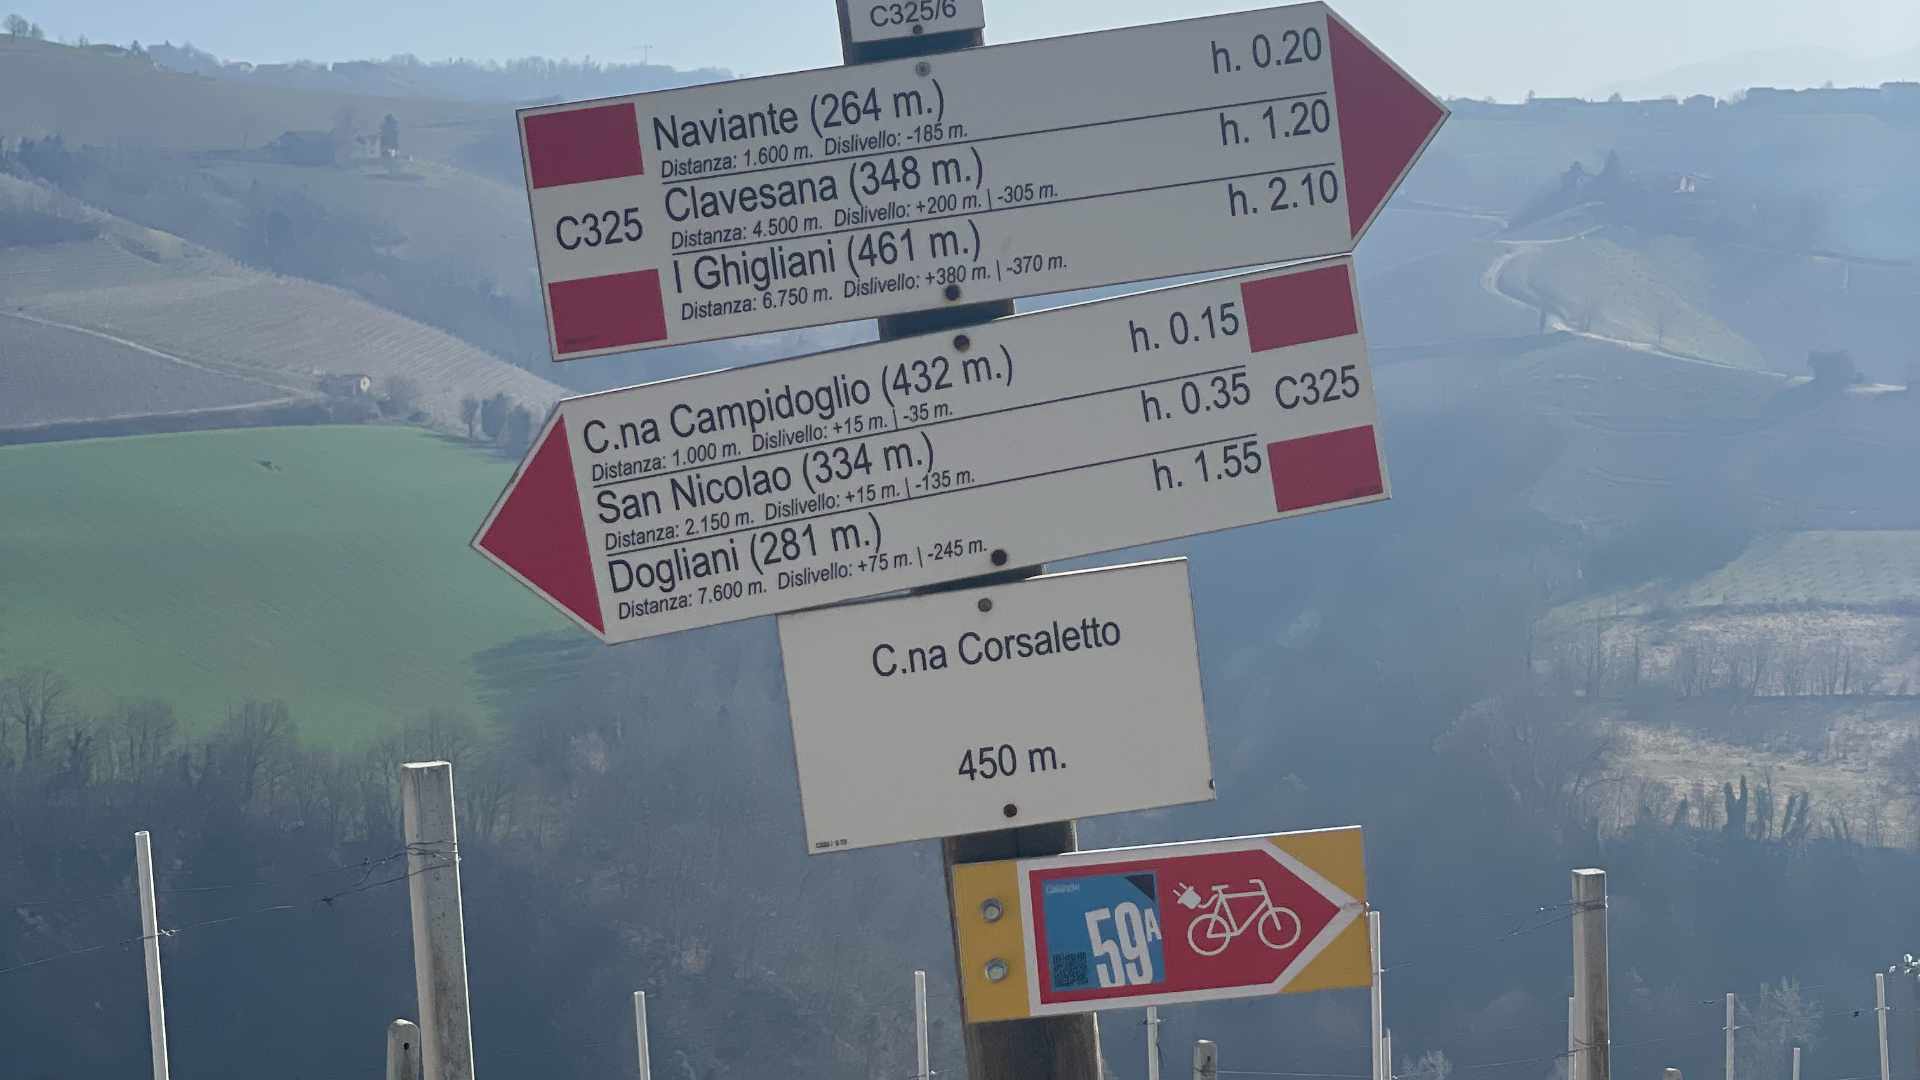 C325/6
Naviante (264 m.) h. 0.20
Distanza: 1.600 m. Dislivello: -185 m.
Clavesana (348 m.) h. 1.20
Distanza: 4.500 m. Dislivello: +200 m. | -305 m.
C325
I Ghigliani (461 m.) h. 2.10
Distanza: 6.750 m. Dislivello: +380 m. | -370 m.
C.na Campidoglio (432 m.) h. 0.15
Distanza: 1.000 m. Dislivello: +15 m. | -35 m.
San Nicolao (334 m.) h. 0.35
Distanza: 2.150 m. Dislivello: +15 m. | -135 m.
C325
Dogliani (281 m.) h. 1.55
Distanza: 7.600 m. Dislivello: +75 m. | -245 m.
C.na Corsaletto
450 m.
59A